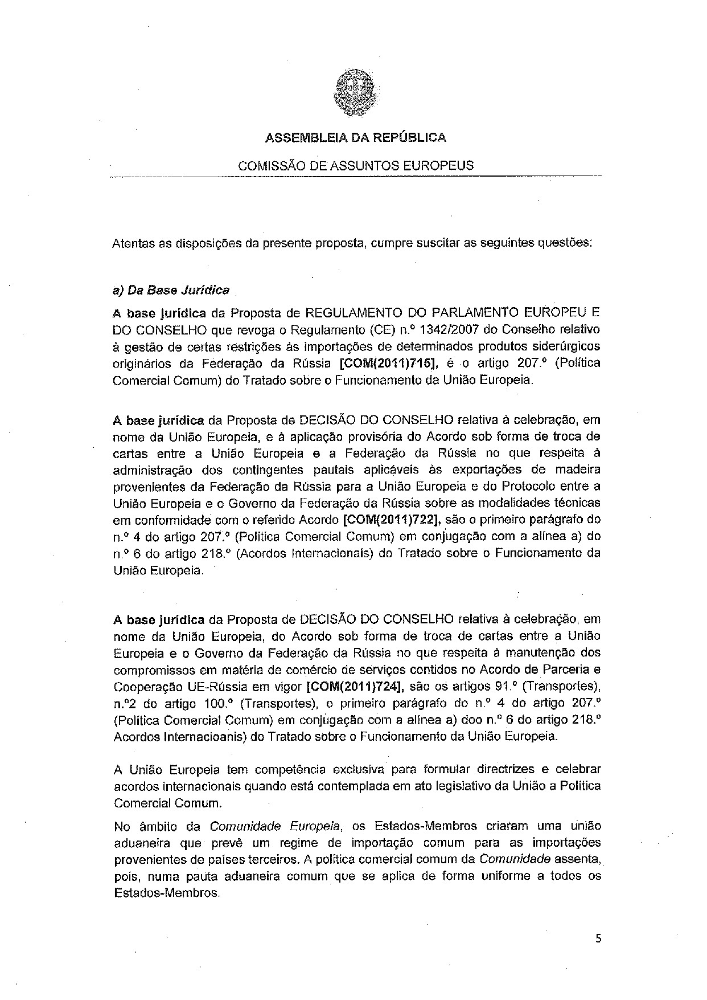 ASSEMBLEIA DA REPÚBLICA
COMISSÃO DE ASSUNTOS EUROPEUS
Atentas as disposições da presente proposta, cumpre suscitar as seguintes questões:
a) Da Base Jurídica
A base jurídica da Proposta de REGULAMENTO DO PARLAMENTO EUROPEU E
DO CONSELHO que revoga o Regulamento (CE) n.º 1342/2007 do Conselho relativo
à gestão de certas restrições às importações de determinados produtos siderúrgicos
originários da Federação da Rússia [COM(2011)715], é o artigo 207.º (Política
Comercial Comum) do Tratado sobre o Funcionamento da União Europeia.
A base jurídica da Proposta de DECISÃO DO CONSELHO relativa à celebração, em
nome da União Europeia, e à aplicação provisória do Acordo sob forma de troca de
cartas entre a União Europeia e a Federação da Rússia no que respeita à
administração dos contingentes pautais aplicáveis às exportações de madeira
provenientes da Federação da Rússia para a União Europeia e do Protocolo entre a
União Europeia e o Governo da Federação da Rússia sobre as modalidades técnicas
em conformidade com o referido Acordo [COM(2011)722], são o primeiro parágrafo do
n.º 4 do artigo 207.º (Política Comercial Comum) em conjugação com a alínea a) do
n.º 6 do artigo 218.º (Acordos Internacionais) do Tratado sobre o Funcionamento da
União Europeia.
A base jurídica da Proposta de DECISÃO DO CONSELHO relativa à celebração, em
nome da União Europeia, do Acordo sob forma de troca de cartas entre a União
Europeia e o Governo da Federação da Rússia no que respeita à manutenção dos
compromissos em matéria de comércio de serviços contidos no Acordo de Parceria e
Cooperação UE-Rússia em vigor [COM(2011)724], são os artigos 91.º (Transportes),
n.º2 do artigo 100.º (Transportes), o primeiro parágrafo do n.º 4 do artigo 207.º
(Política Comercial Comum) em conjugação com a alínea a) doo n.º 6 do artigo 218.º
Acordos Internacioanis) do Tratado sobre o Funcionamento da União Europeia.
A União Europeia tem competência exclusiva para formular directrizes e celebrar
acordos internacionais quando está contemplada em ato legislativo da União a Política
Comercial Comum.
No âmbito da Comunidade Europeia, os Estados-Membros criaram uma união
aduaneira que prevê um regime de importação comum para as importações
provenientes de países terceiros. A política comercial comum da Comunidade assenta,
pois, numa pauta aduaneira comum que se aplica de forma uniforme a todos os
Estados-Membros.
5